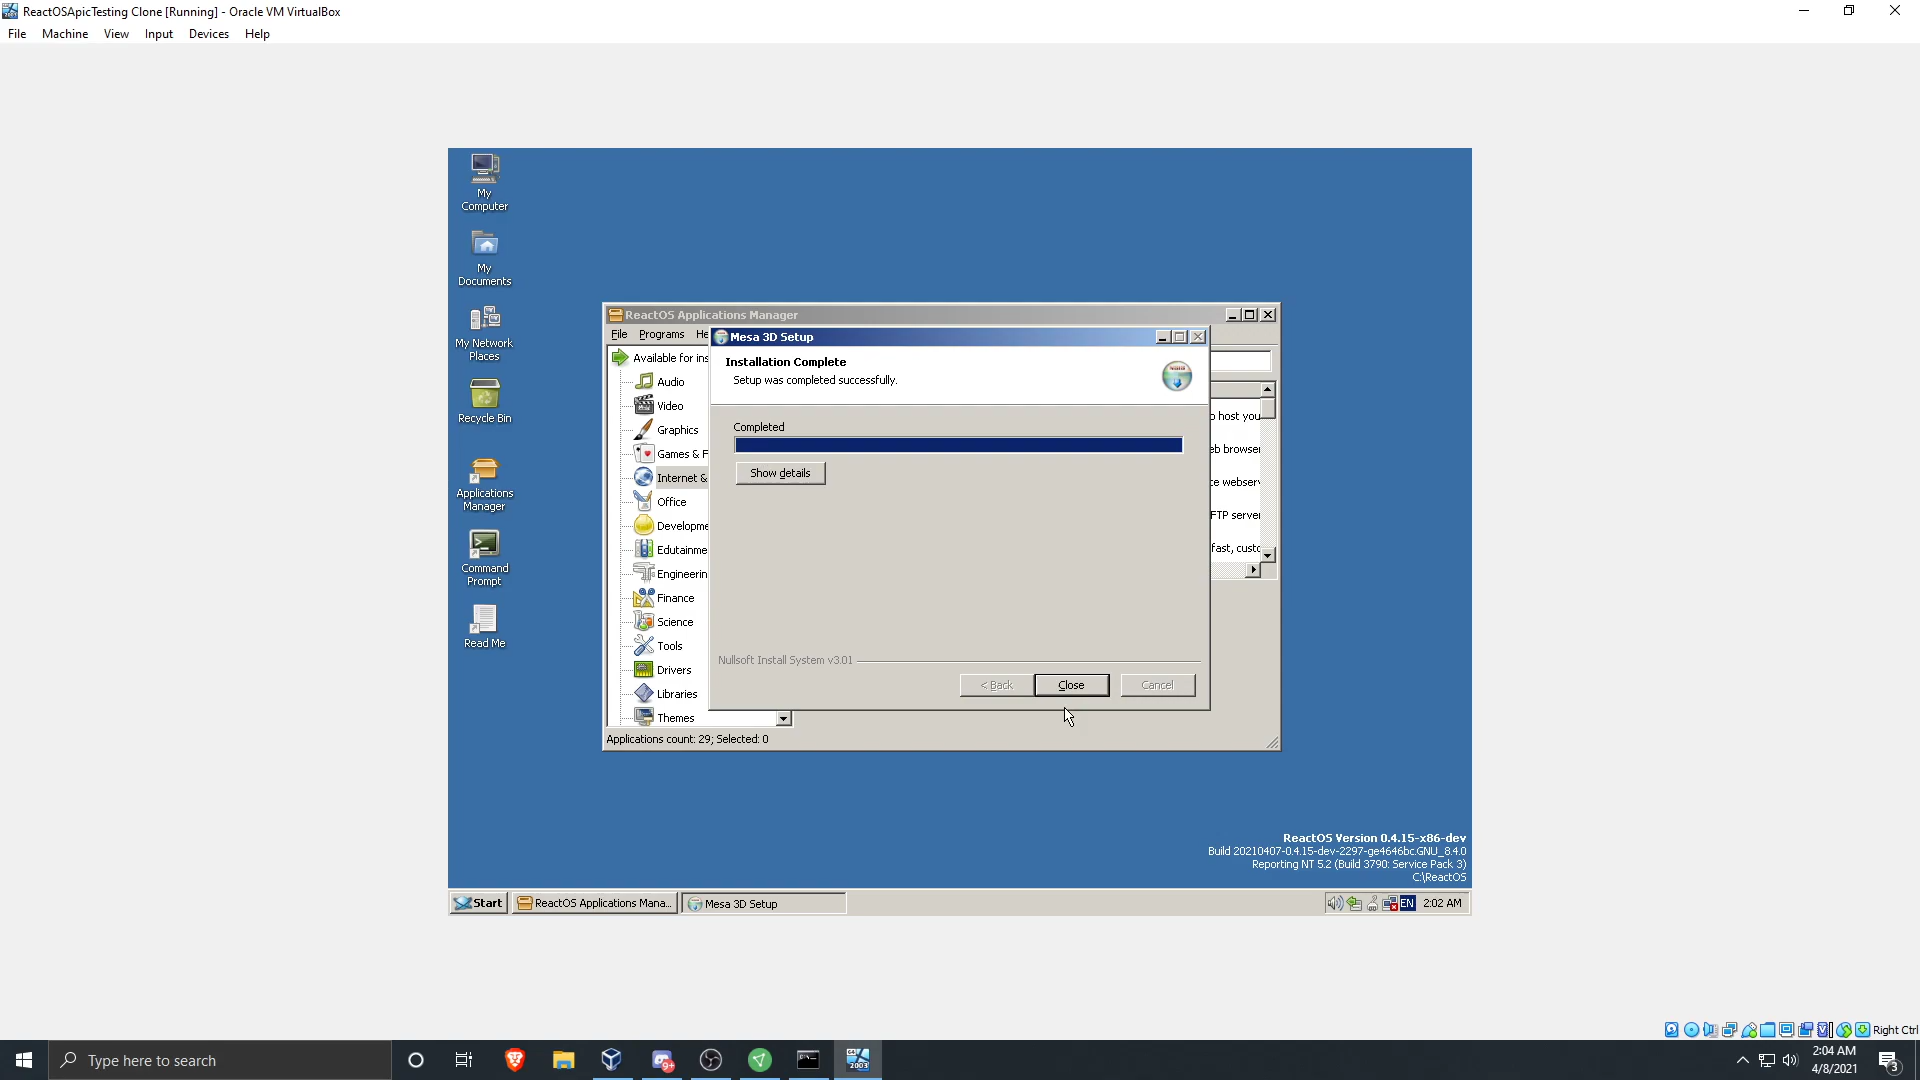 ReactOSApicTesting Clone [Running] - Oracle VM VirtualBox
File Machine View Input Devices Help
My Computer
My Documents
My Network Places
Recycle Bin
Applications Manager
Command Prompt
Read Me
ReactOS Applications Manager
File Programs He
Available for ins
Audio
Video
Graphics
Games & F
Internet &
Office
Developme
Edutainme
Engineerin
Finance
Science
Tools
Drivers
Libraries
Themes
Applications count: 29; Selected: 0
o host you
eb browse
ce webserv
FTP server
fast, custo
Mesa 3D Setup
Installation Complete
Setup was completed successfully.
Completed
Show details
Nullsoft Install System v3.01
< Back Close Cancel
ReactOS Version 0.4.15-x86-dev
Build 20210407-0.4.15-dev-2297-ge4646bc.GNU_8.4.0
Reporting NT 5.2 (Build 3790: Service Pack 3)
C:\ReactOS
Start ReactOS Applications Mana... Mesa 3D Setup EN 2:02 AM
Right Ctrl
Type here to search
2:04 AM
4/8/2021
3